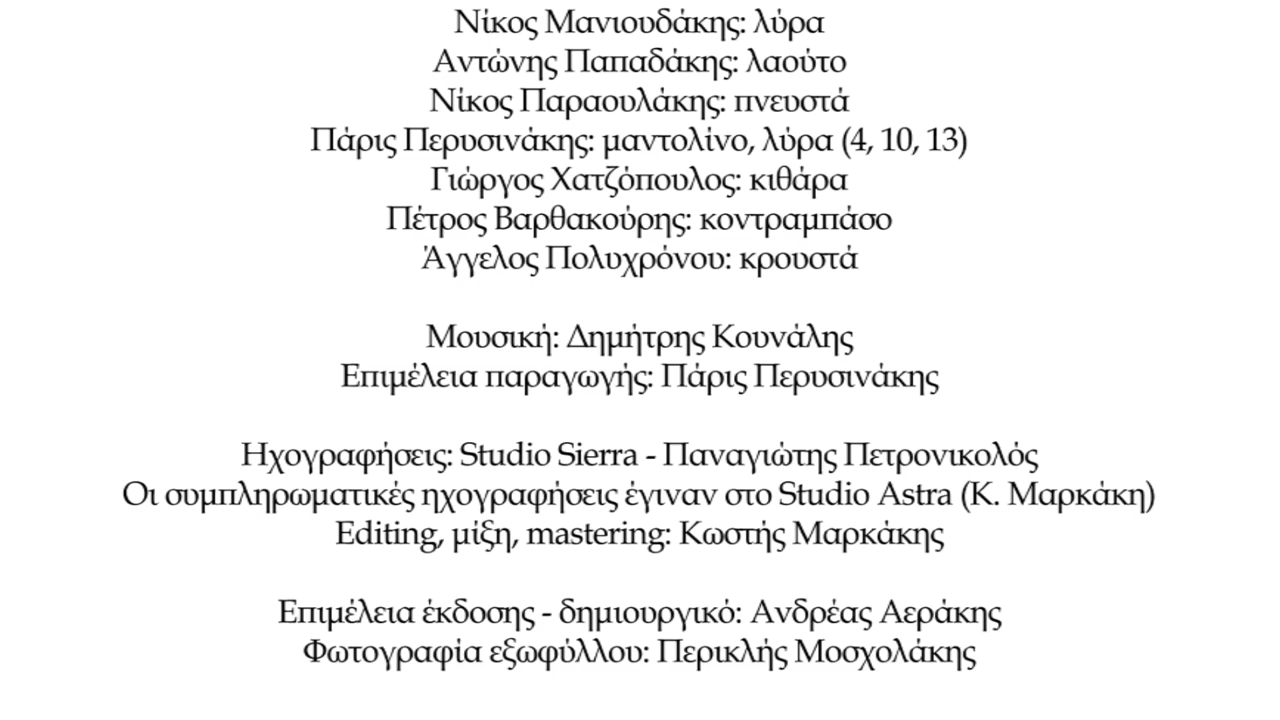 Νίκος Μανιουδάκης: λύρα
Αντώνης Παπαδάκης: λαούτο
Νίκος Παραουλάκης: πνευστά
Πάρις Περυσινάκης: μαντολίνο, λύρα (4, 10, 13)
Γιώργος Χατζόπουλος: κιθάρα
Πέτρος Βαρθακούρης: κοντραμπάσο
Άγγελος Πολυχρόνου: κρουστά
Μουσική: Δημήτρης Κουνάλης
Επιμέλεια παραγωγής: Πάρις Περυσινάκης
Ηχογραφήσεις: Studio Sierra - Παναγιώτης Πετρονικολός
Οι συμπληρωματικές ηχογραφήσεις έγιναν στο Studio Astra (Κ. Μαρκάκη)
Editing, μίξη, mastering: Κωστής Μαρκάκης
Επιμέλεια έκδοσης - δημιουργικό: Ανδρέας Αεράκης
Φωτογραφία εξωφύλλου: Περικλής Μοσχολάκης